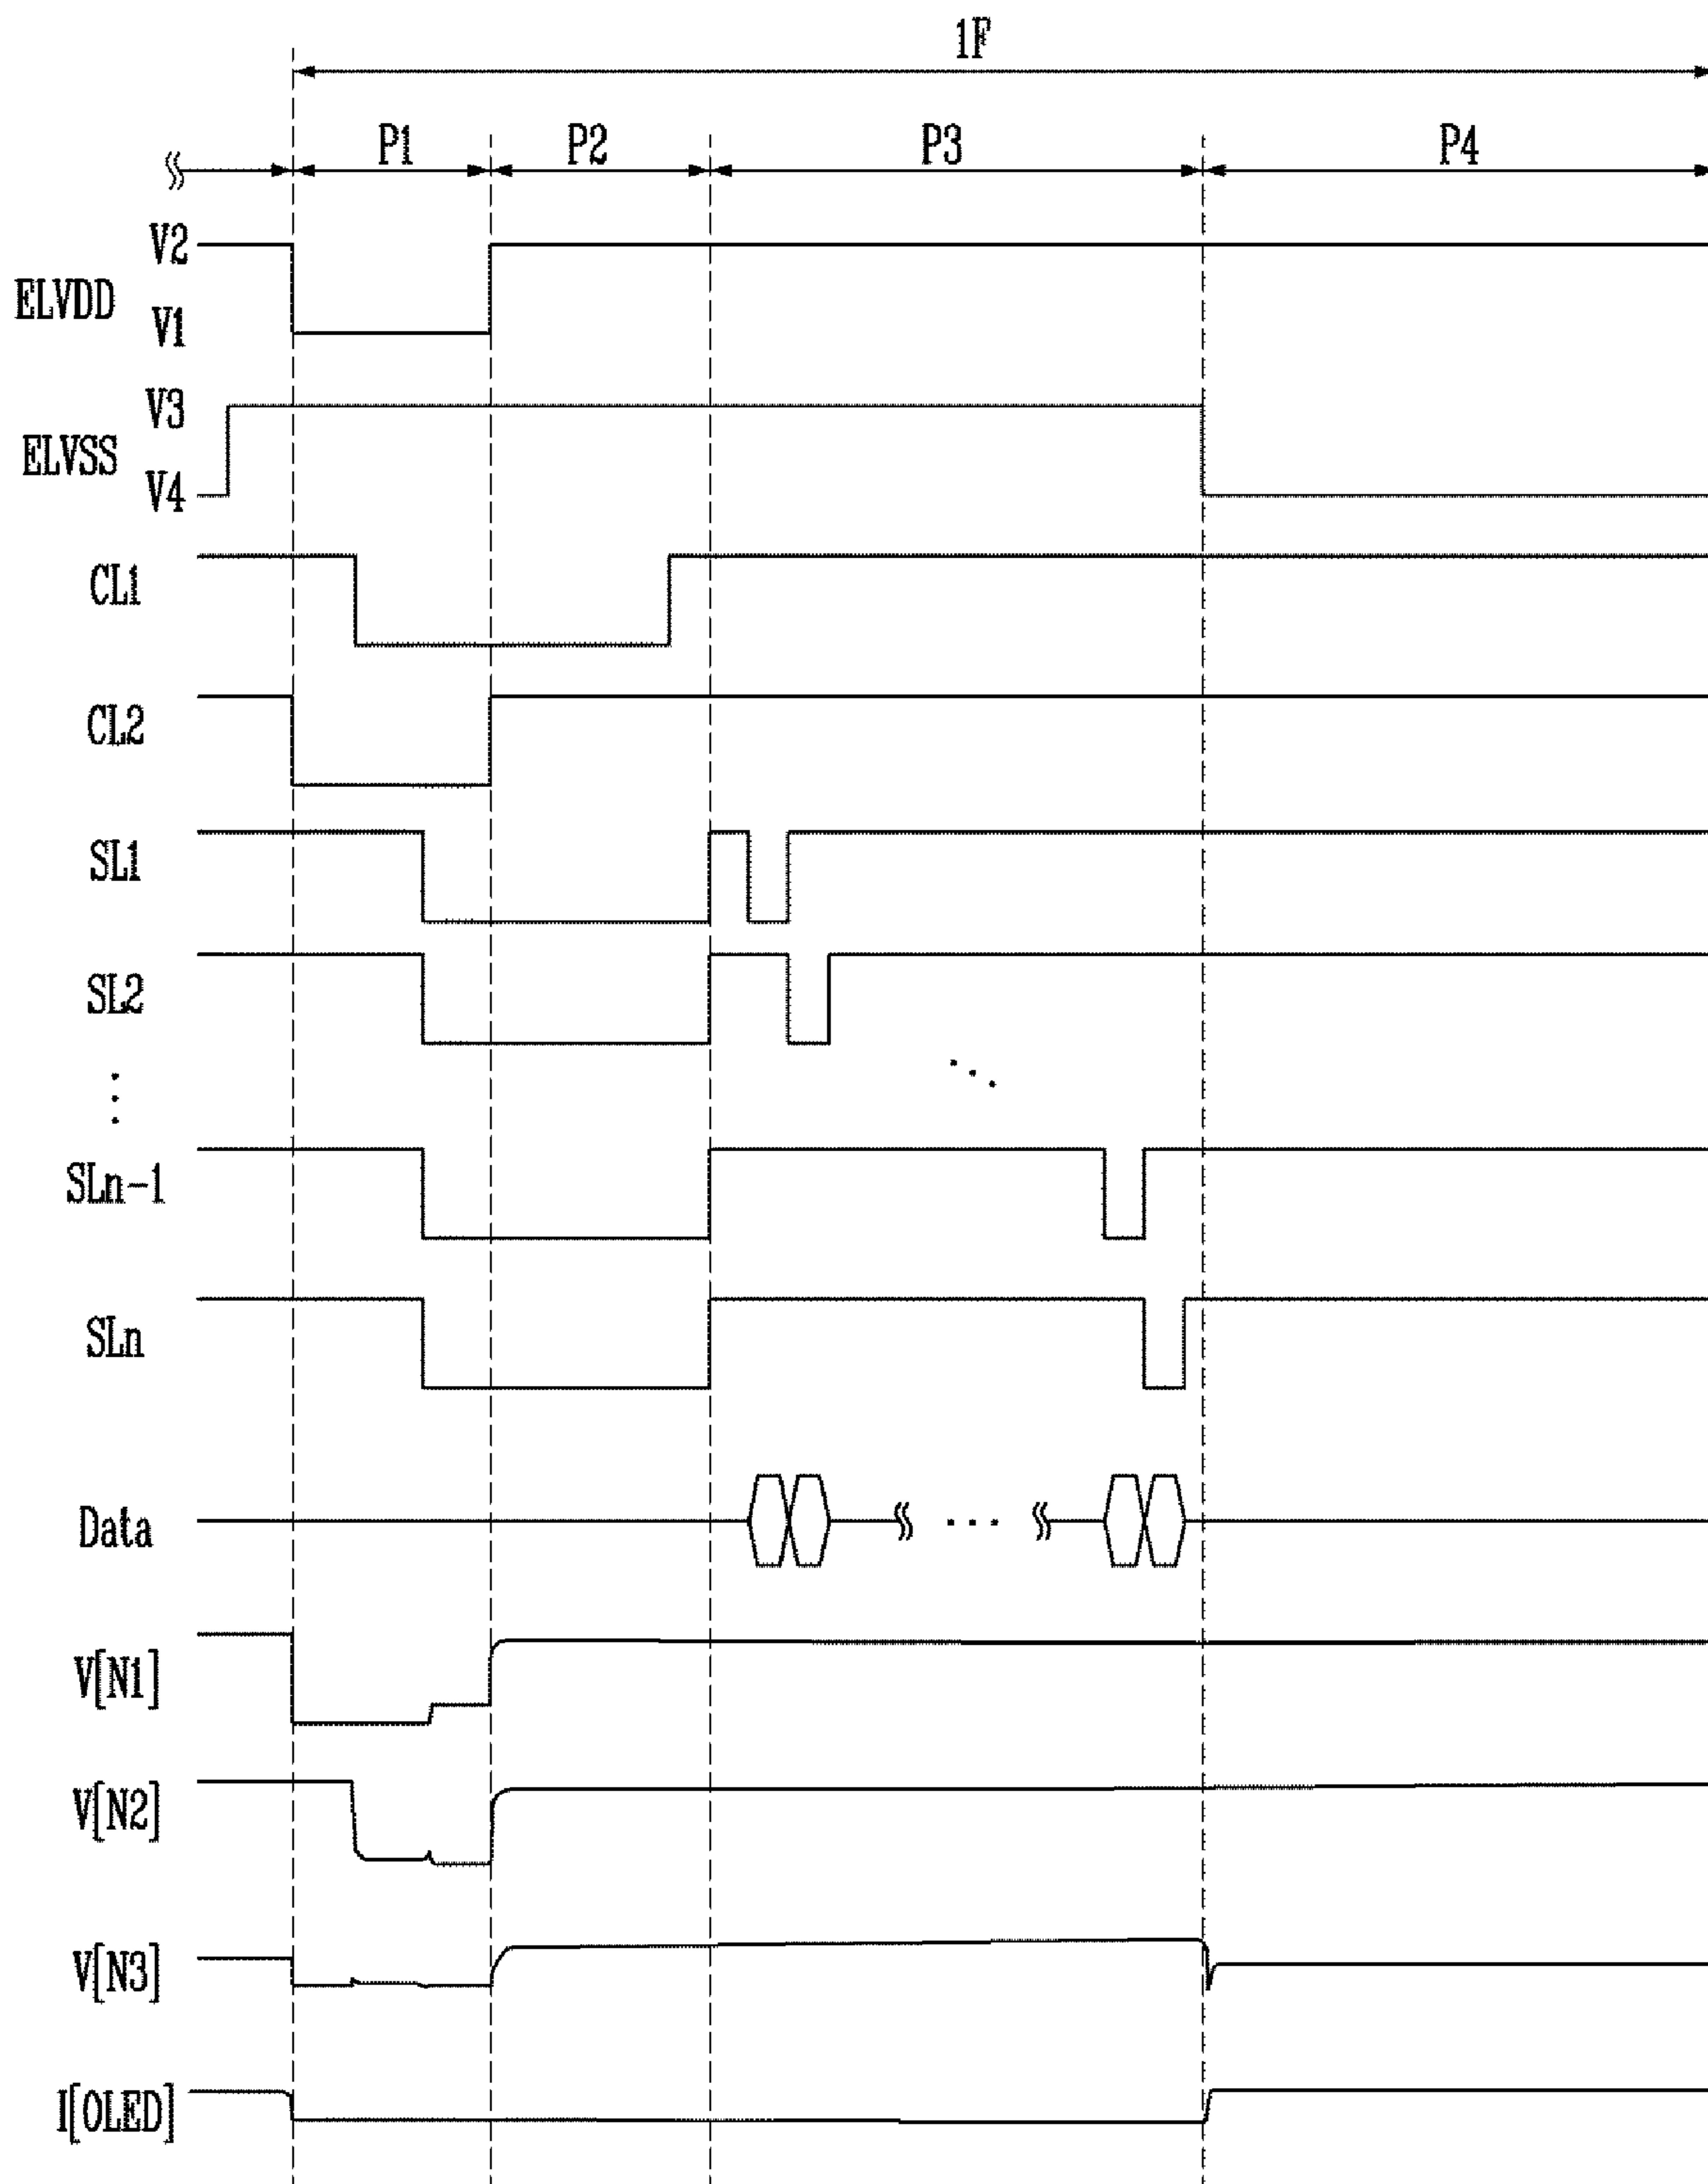 1F
P1 P2 P3 P4
V2
ELVDD
V1
V3
ELVSS
V4
CL1
CL2
SL1
SL2
SLn-1
SLn
Data
V[N1]
V[N2]
V[N3]
I[OLED]